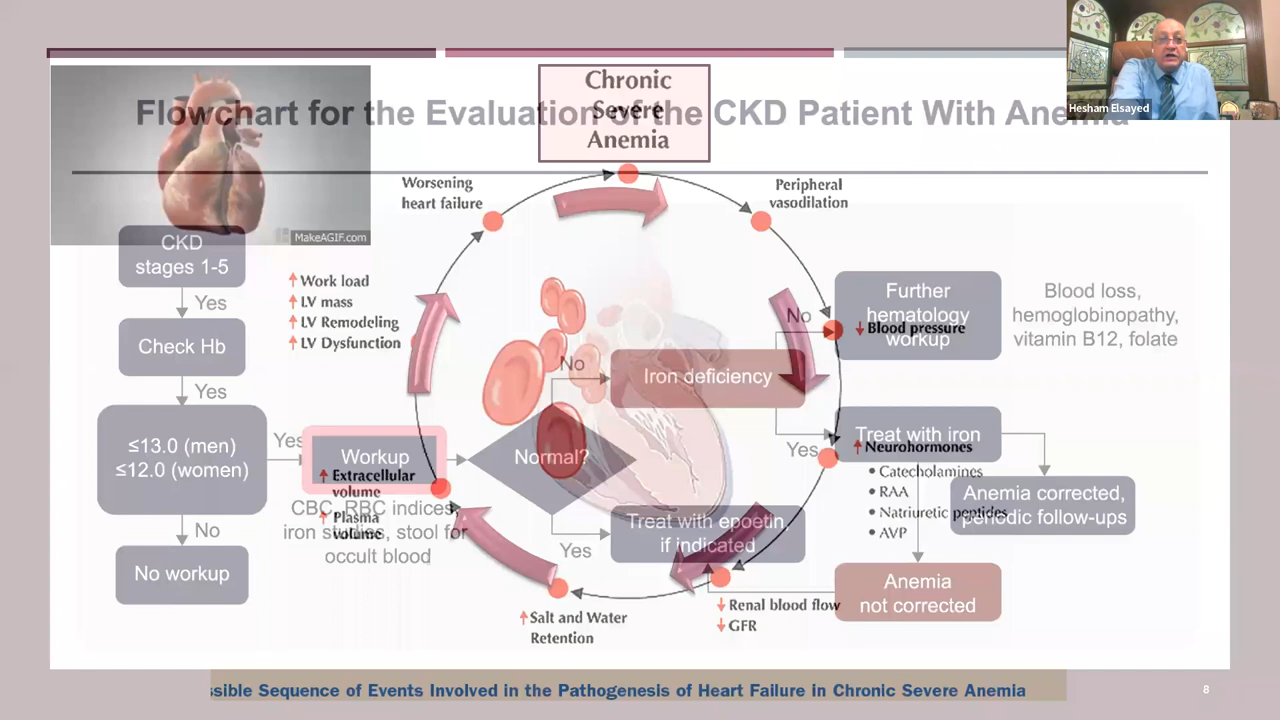 Hesham Elsayed
Chronic
Severe
Anemia
Flowchart for the Evaluation of the CKD Patient With Anemia
MakeAGIF.com
Worsening
heart failure
Peripheral
vasodilation
CKD
stages 1-5
Yes
Check Hb
Yes
≤13.0 (men)
≤12.0 (women)
Yes
No
No workup
↑ Work load
↑ LV mass
↑ LV Remodeling
↑ LV Dysfunction
Workup
CBC, RBC indices,
iron studies, stool for
occult blood
↑ Extracellular
volume
↑ Plasma
volume
Normal?
No
Iron deficiency
Yes
Treat with epoetin,
if indicated
No
Further
hematology
workup
↓ Blood pressure
Blood loss,
hemoglobinopathy,
vitamin B12, folate
Yes
Treat with iron
↑ Neurohormones
• Catecholamines
• RAA
• Natriuretic peptides
• AVP
Anemia corrected,
periodic follow-ups
Anemia
not corrected
↑ Salt and Water
Retention
↓ Renal blood flow
↓ GFR
ssible Sequence of Events Involved in the Pathogenesis of Heart Failure in Chronic Severe Anemia
8